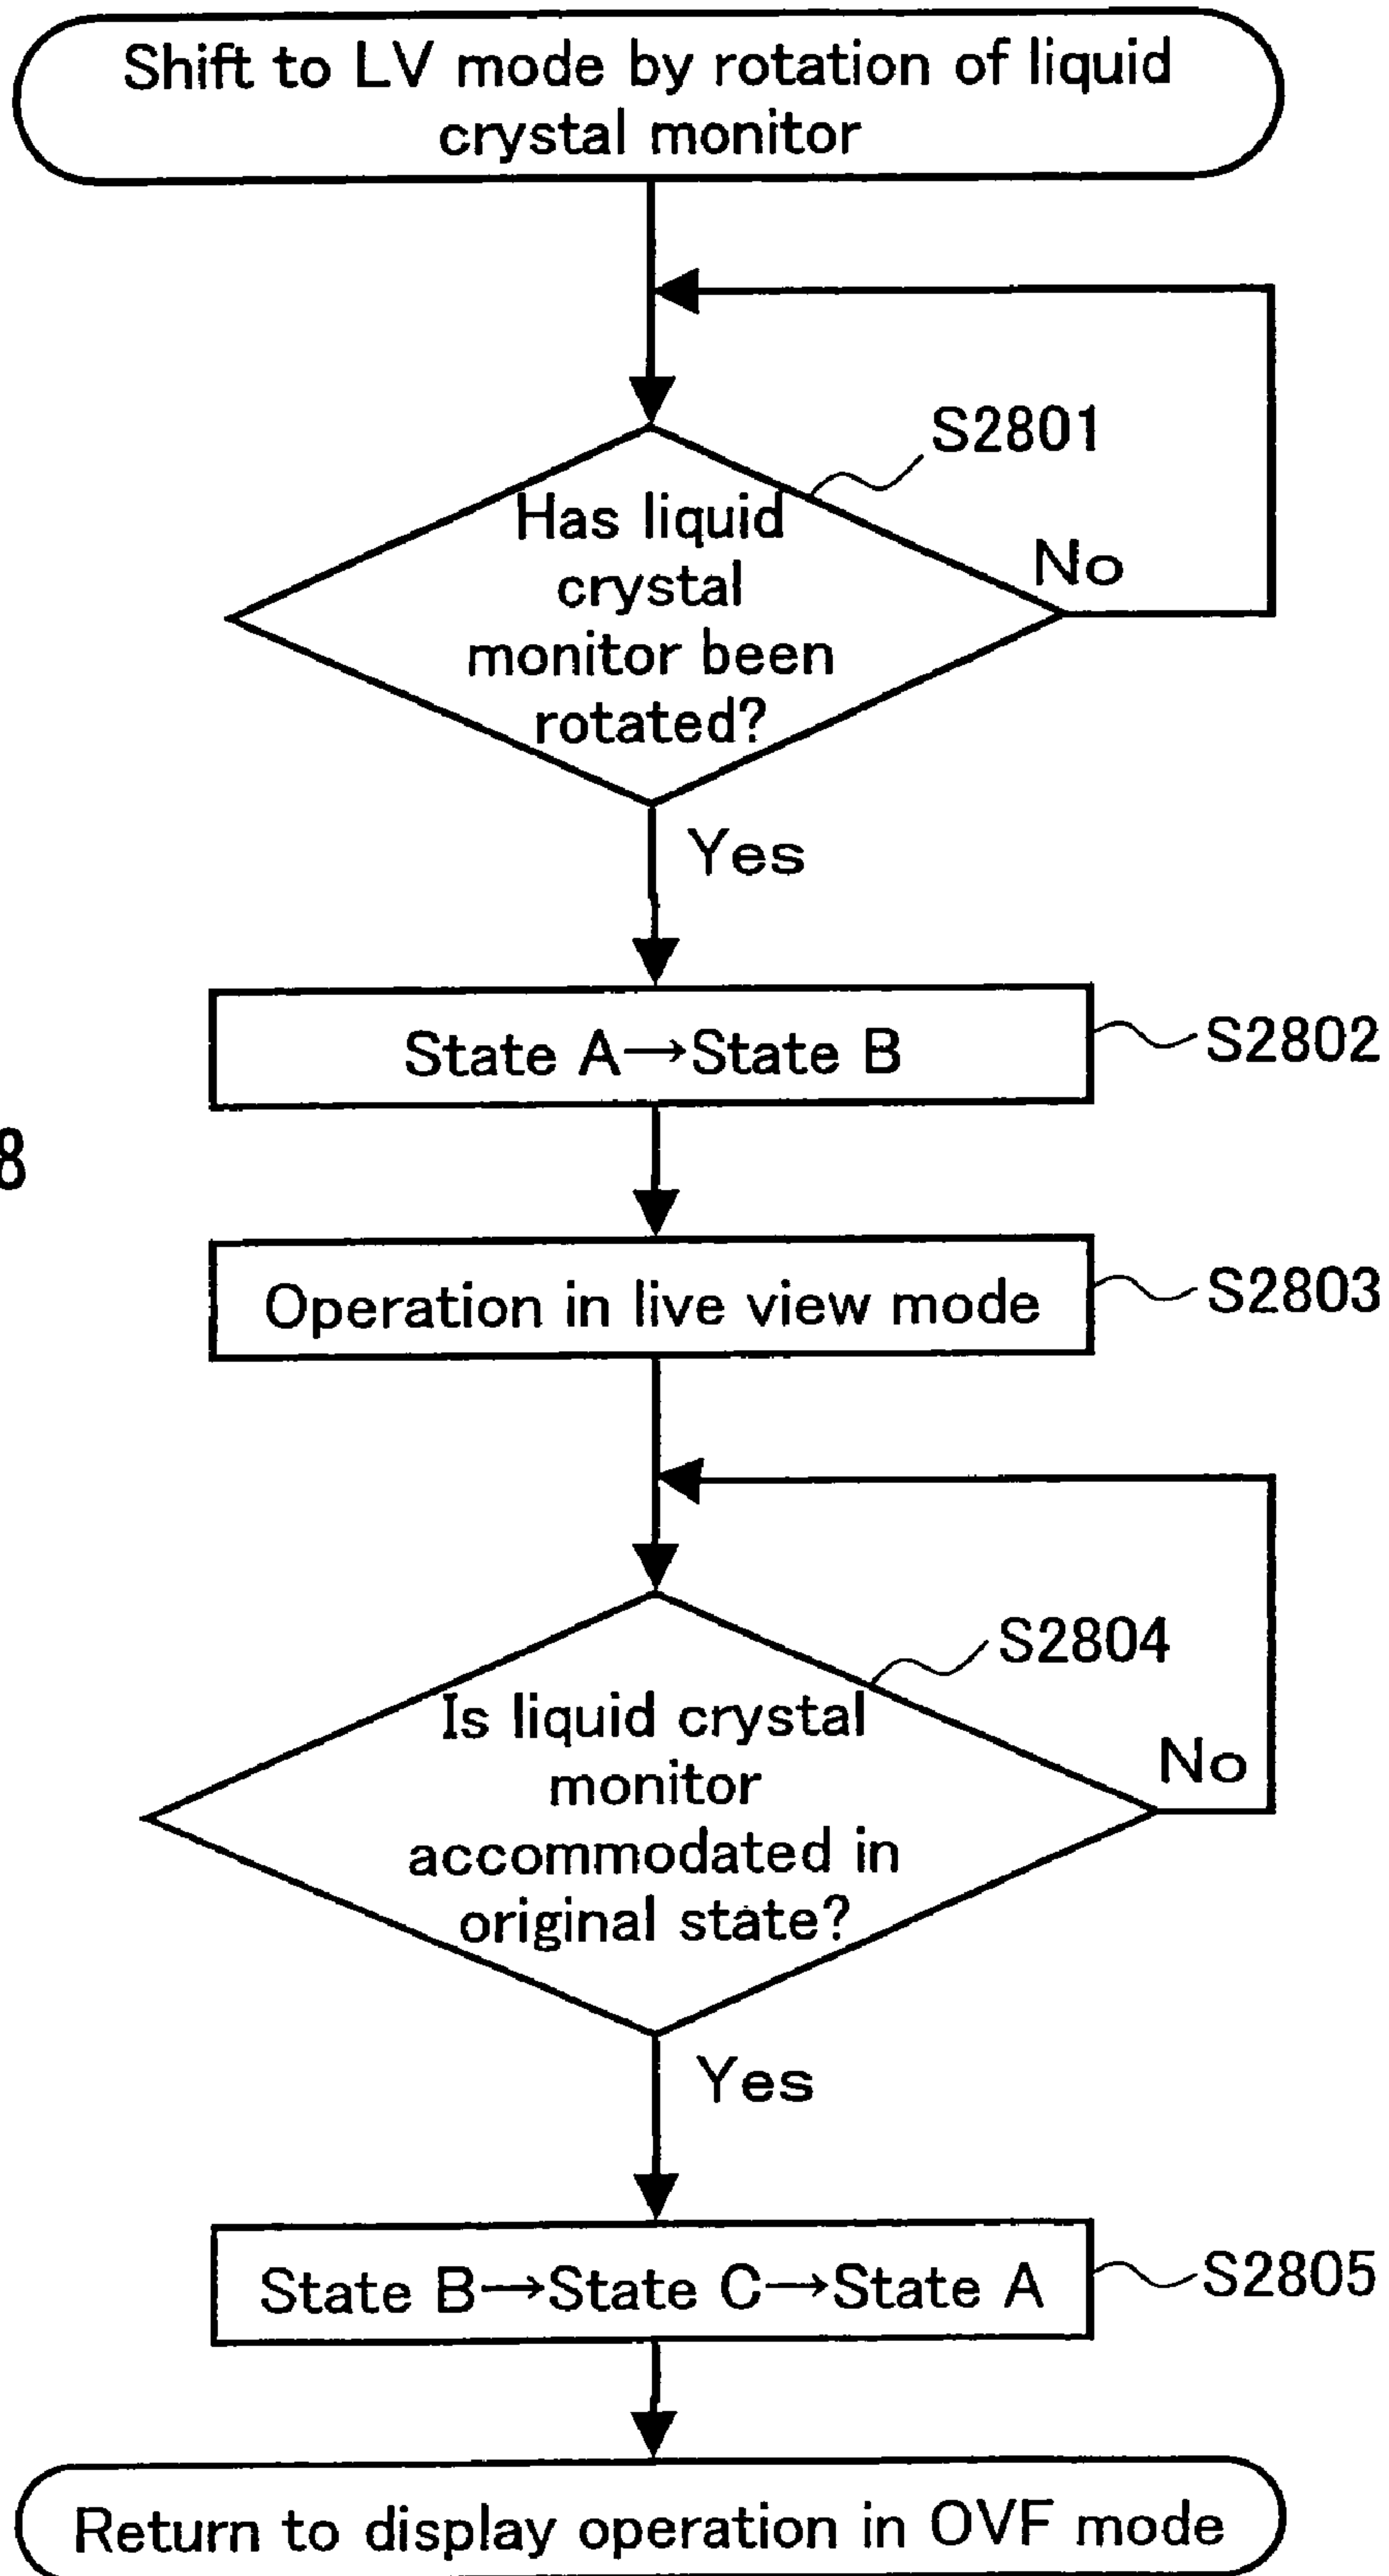 Shift to LV mode by rotation of liquid
crystal monitor
S2801
Has liquid
crystal
monitor been
rotated?
No
Yes
State A→State B
S2802
8
Operation in live view mode
S2803
S2804
Is liquid crystal
monitor
accommodated in
original state?
No
Yes
State B→State C→State A
S2805
Return to display operation in OVF mode